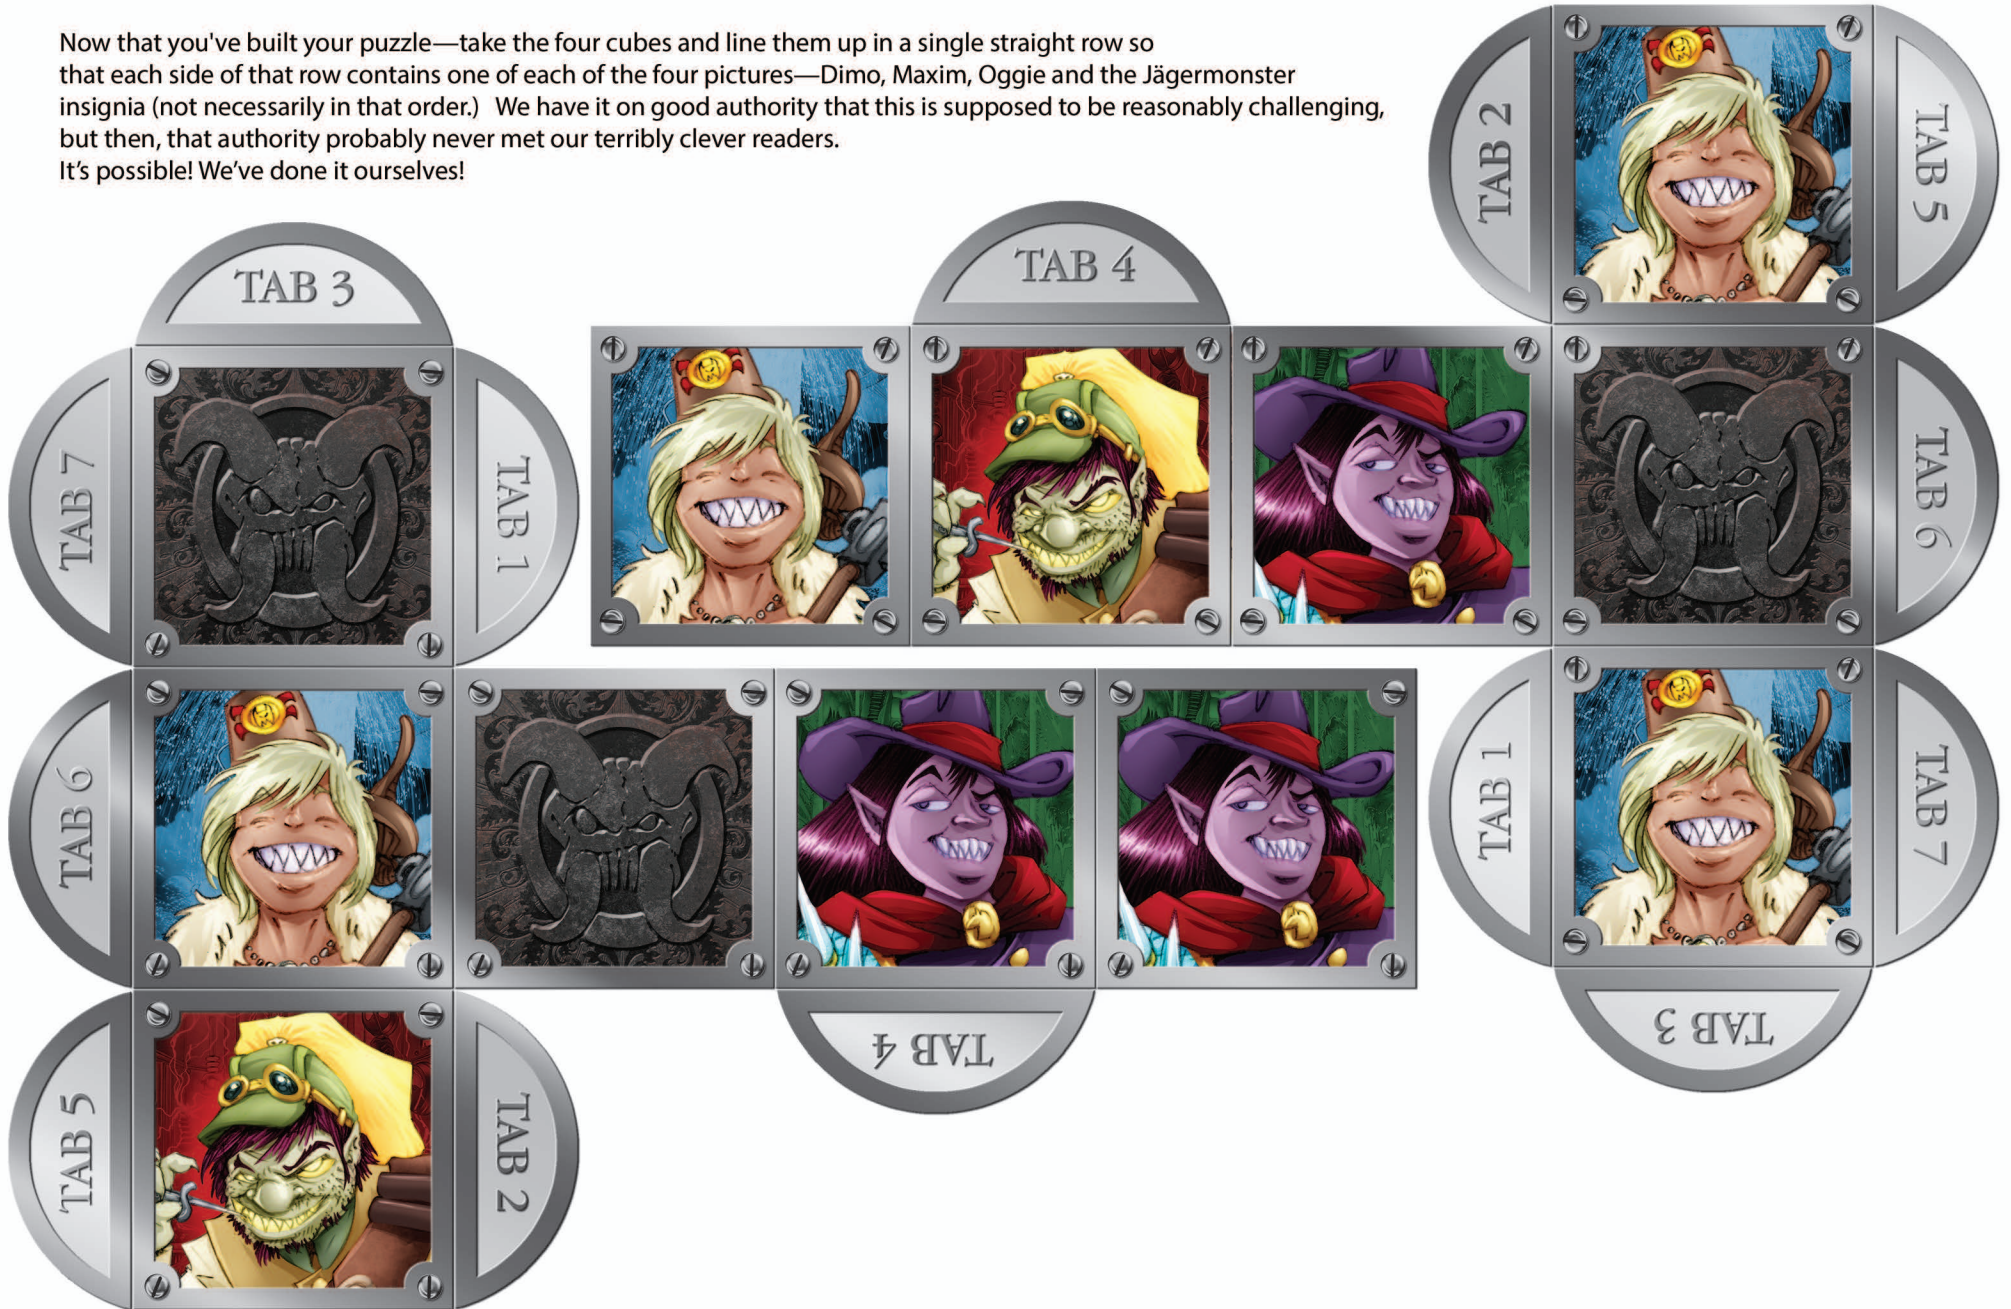 Now that you've built your puzzle—take the four cubes and line them up in a single straight row so
that each side of that row contains one of each of the four pictures—Dimo, Maxim, Oggie and the Jägermonster
insignia (not necessarily in that order.)   We have it on good authority that this is supposed to be reasonably challenging,
but then, that authority probably never met our terribly clever readers.
It’s possible! We’ve done it ourselves!
TAB 2
TAB 5
TAB 3
TAB 4
TAB 7
TAB 1
TAB 6
TAB 6
TAB 1
TAB 7
TAB 4
TAB 3
TAB 5
TAB 2